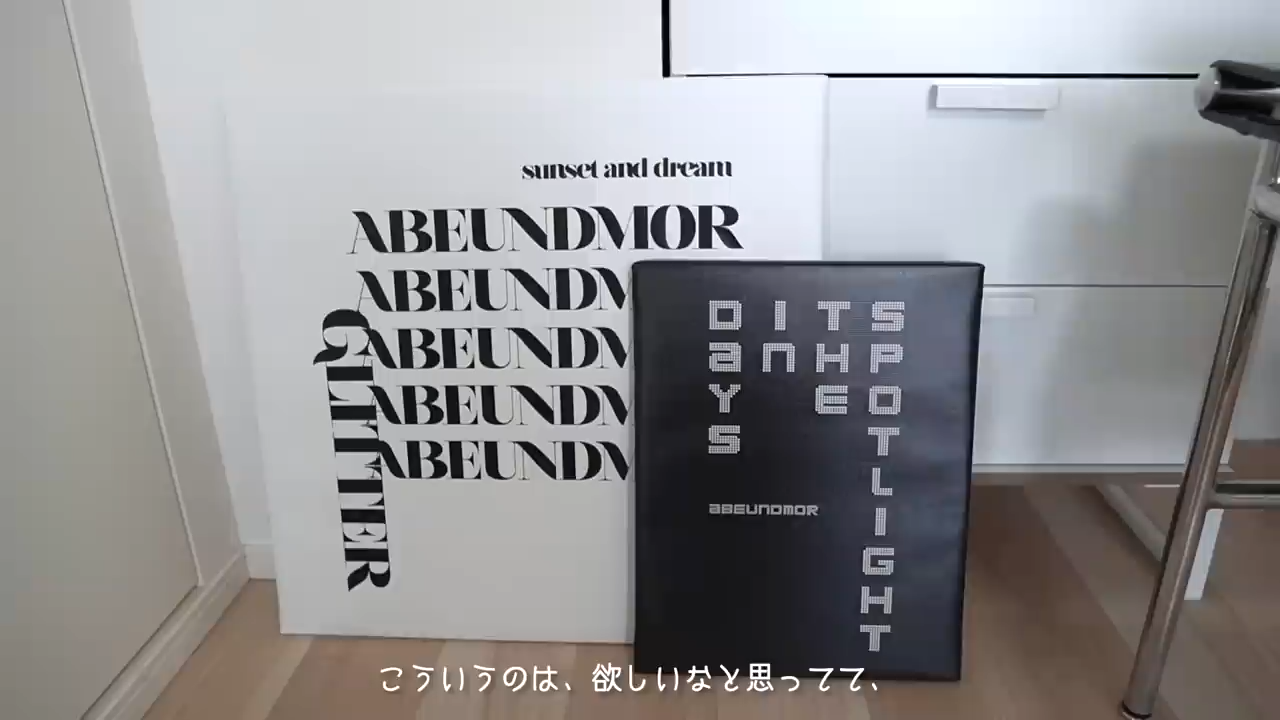 sunset and dream
ABEUNDMOR
ABEUNDM
ABEUNDM
ABEUNDM
ABEUNDM
GLITTER
DAYS
IN
THE
SPOTLIGHT
ABEUNDMOR
こういうのは、欲しいなと思ってて、